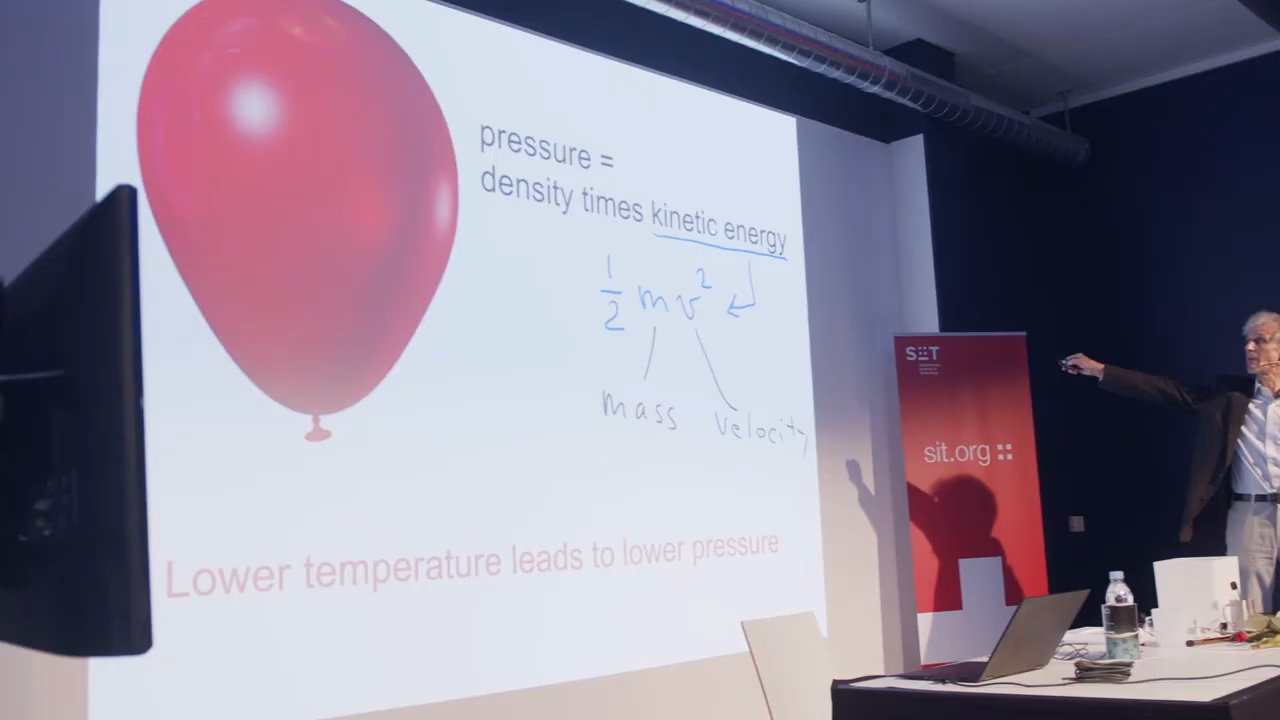 pressure =
density times kinetic energy
1/2 mv²
mass velocity
Lower temperature leads to lower pressure
SIT
sit.org